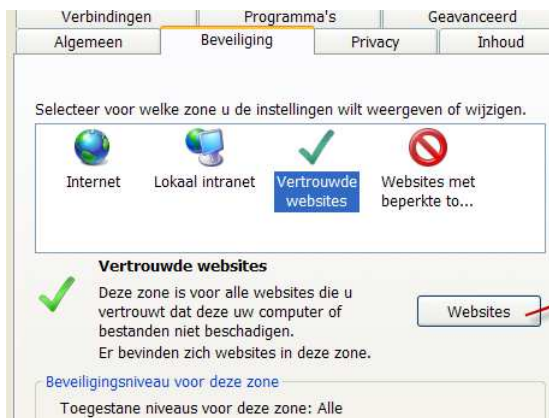 Verbindingen Programma's Geavanceerd
Algemeen Beveiliging Privacy Inhoud
Selecteer voor welke zone u de instellingen wilt weergeven of wijzigen.
Internet Lokaal intranet Vertrouwde websites Websites met beperkte to...
Vertrouwde websites
Deze zone is voor alle websites die u
vertrouwt dat deze uw computer of
bestanden niet beschadigen.
Er bevinden zich websites in deze zone.
Websites
Beveiligingsniveau voor deze zone
Toegestane niveaus voor deze zone: Alle